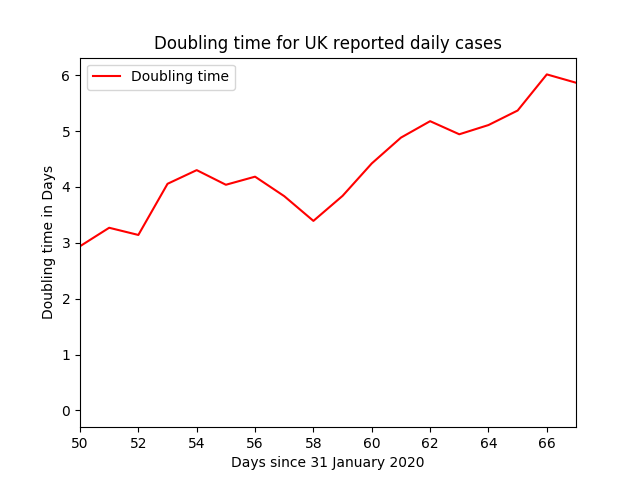 Doubling time for UK reported daily cases
Doubling time
Doubling time in Days
6
5
4
3
2
1
0
50 52 54 56 58 60 62 64 66
Days since 31 January 2020